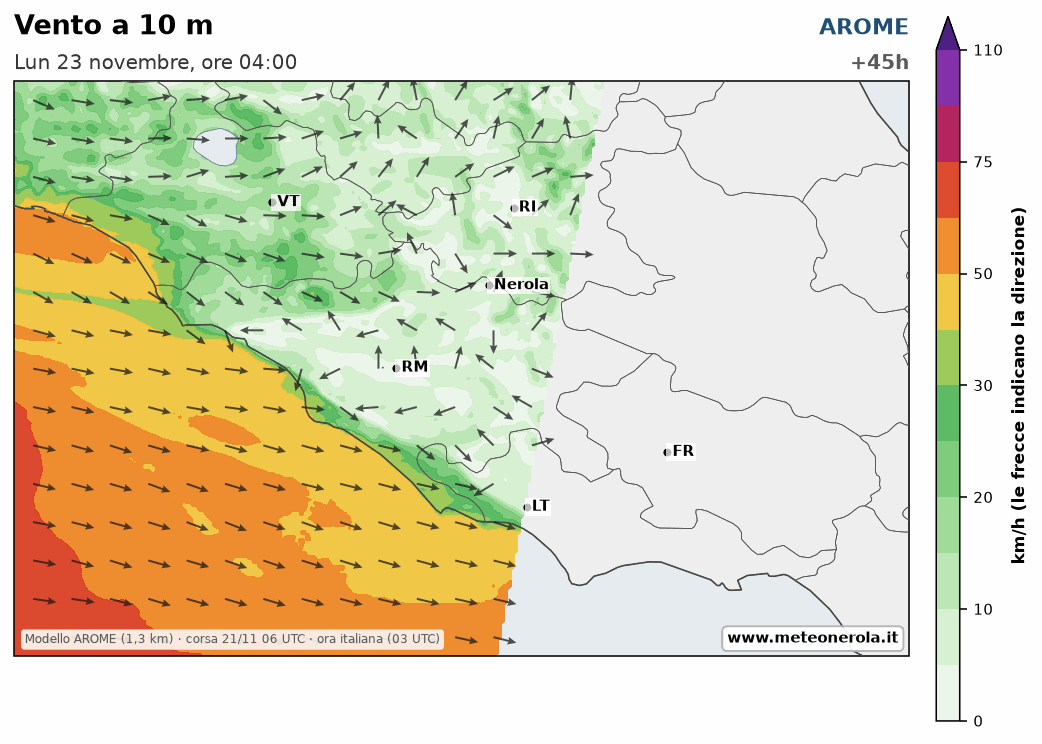 Vento a 10 m
AROME
Lun 23 novembre, ore 04:00
+45h
110
75
50
30
20
10
0
km/h (le frecce indicano la direzione)
VT
RI
Nerola
RM
FR
LT
Modello AROME (1,3 km) · corsa 21/11 06 UTC · ora italiana (03 UTC)
www.meteonerola.it